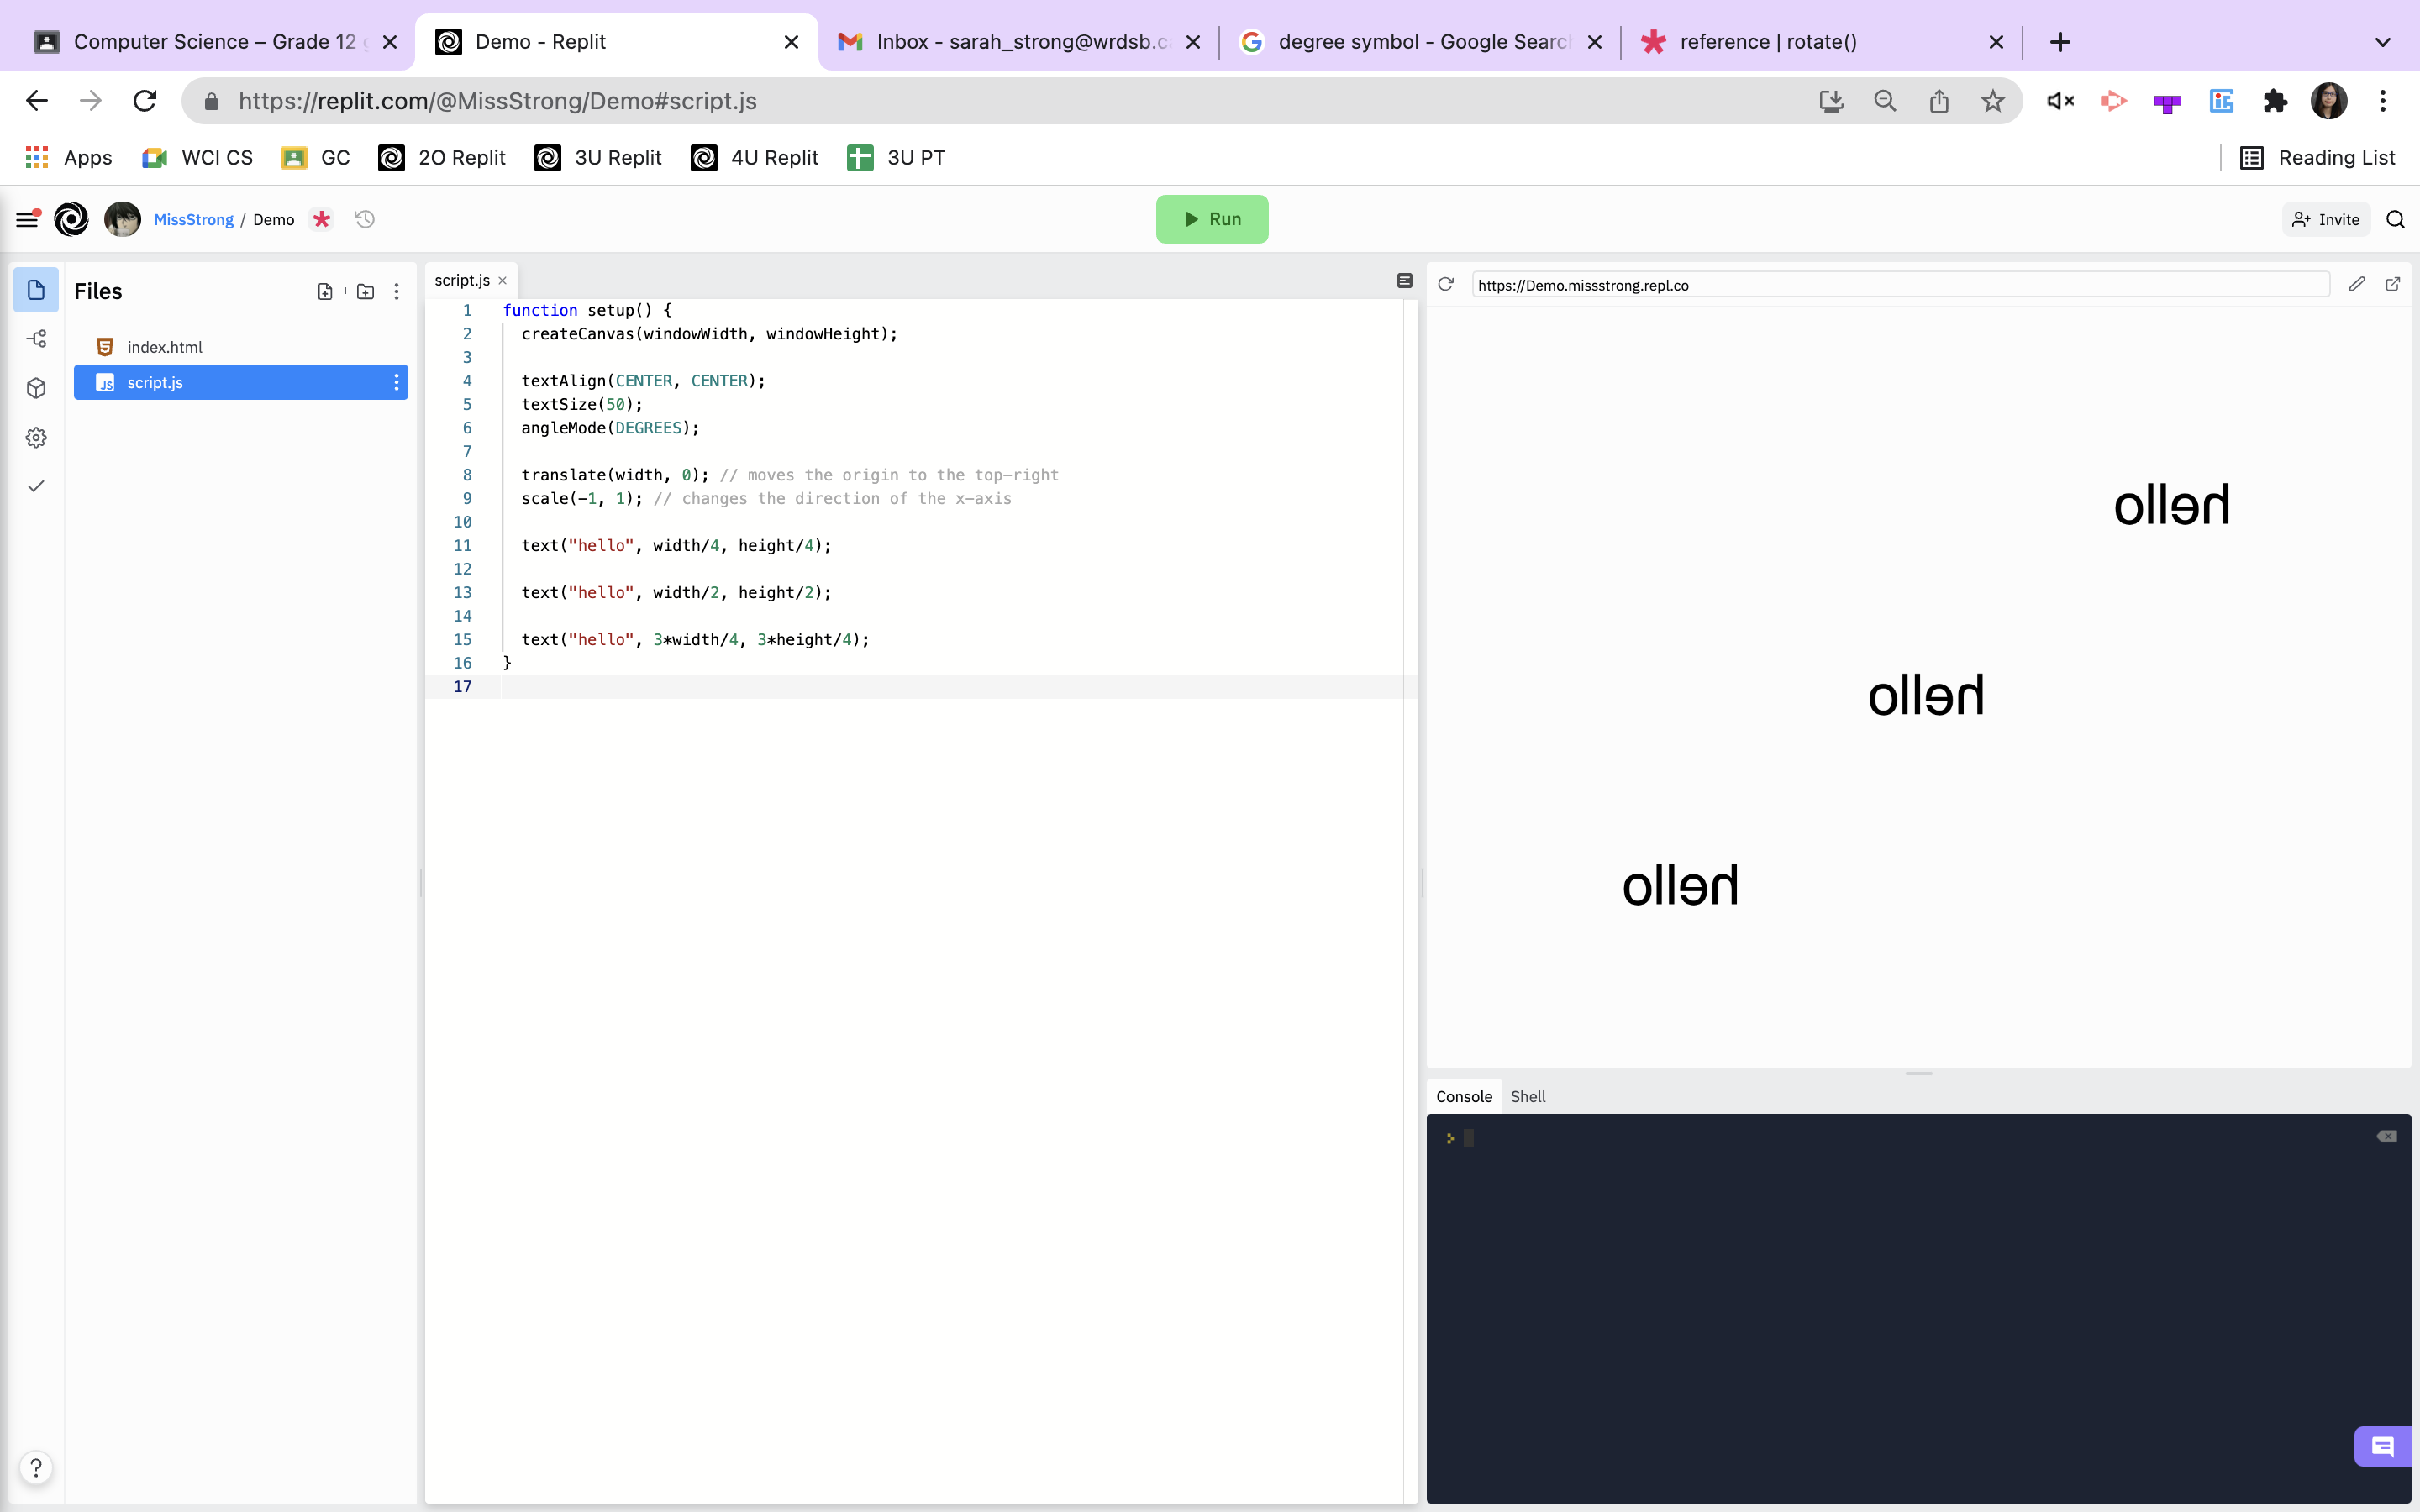 Computer Science – Grade 12
Demo - Replit
Inbox - sarah_strong@wrdsb.c
degree symbol - Google Searc
reference | rotate()
https://replit.com/@MissStrong/Demo#script.js
Apps
WCI CS
GC
2O Replit
3U Replit
4U Replit
3U PT
Reading List
MissStrong / Demo
Run
Invite
Files
index.html
script.js
script.js
1 function setup() {
2 createCanvas(windowWidth, windowHeight);
3
4 textAlign(CENTER, CENTER);
5 textSize(50);
6 angleMode(DEGREES);
7
8 translate(width, 0); // moves the origin to the top-right
9 scale(-1, 1); // changes the direction of the x-axis
10
11 text("hello", width/4, height/4);
12
13 text("hello", width/2, height/2);
14
15 text("hello", 3*width/4, 3*height/4);
16 }
17
https://Demo.missstrong.repl.co
hello
hello
hello
Console
Shell